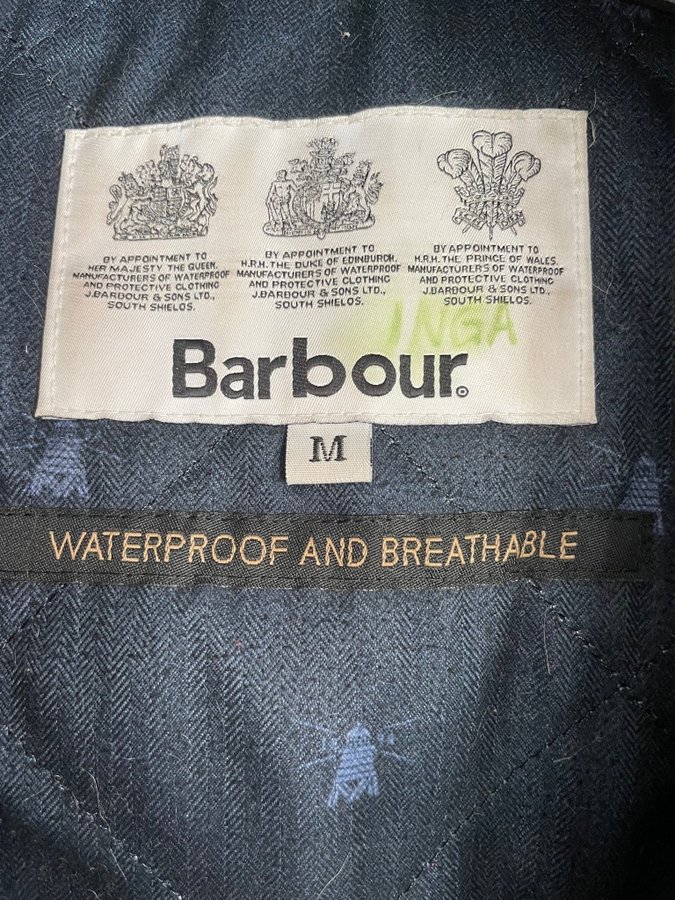 BY APPOINTMENT TO
HER MAJESTY THE QUEEN.
MANUFACTURERS OF WATERPROOF
AND PROTECTIVE CLOTHING
J.BARBOUR & SONS LTD.,
SOUTH SHIELDS.
BY APPOINTMENT TO
H.R.H. THE DUKE OF EDINBURGH.
MANUFACTURERS OF WATERPROOF
AND PROTECTIVE CLOTHING
J.BARBOUR & SONS LTD.,
SOUTH SHIELDS.
BY APPOINTMENT TO
H.R.H. THE PRINCE OF WALES.
MANUFACTURERS OF WATERPROOF
AND PROTECTIVE CLOTHING
J.BARBOUR & SONS LTD.,
SOUTH SHIELDS.
INGA
Barbour®
M
WATERPROOF AND BREATHABLE